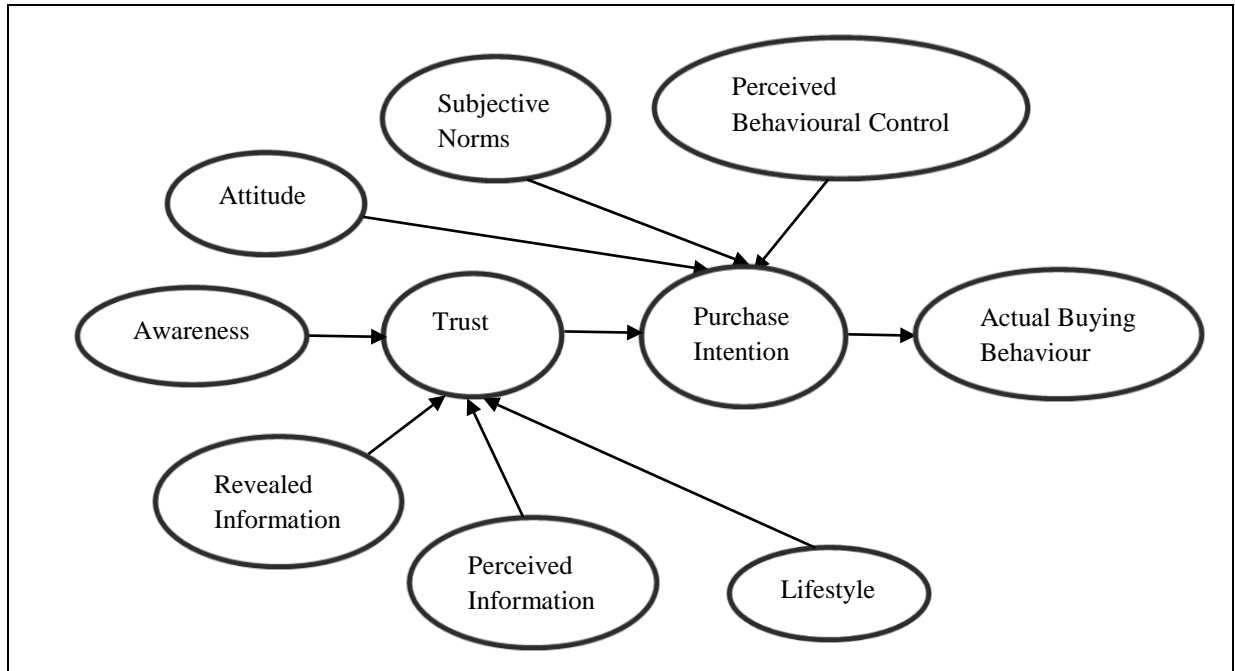 Subjective
Norms
Perceived
Behavioural Control
Attitude
Awareness
Trust
Purchase
Intention
Actual Buying
Behaviour
Revealed
Information
Perceived
Information
Lifestyle